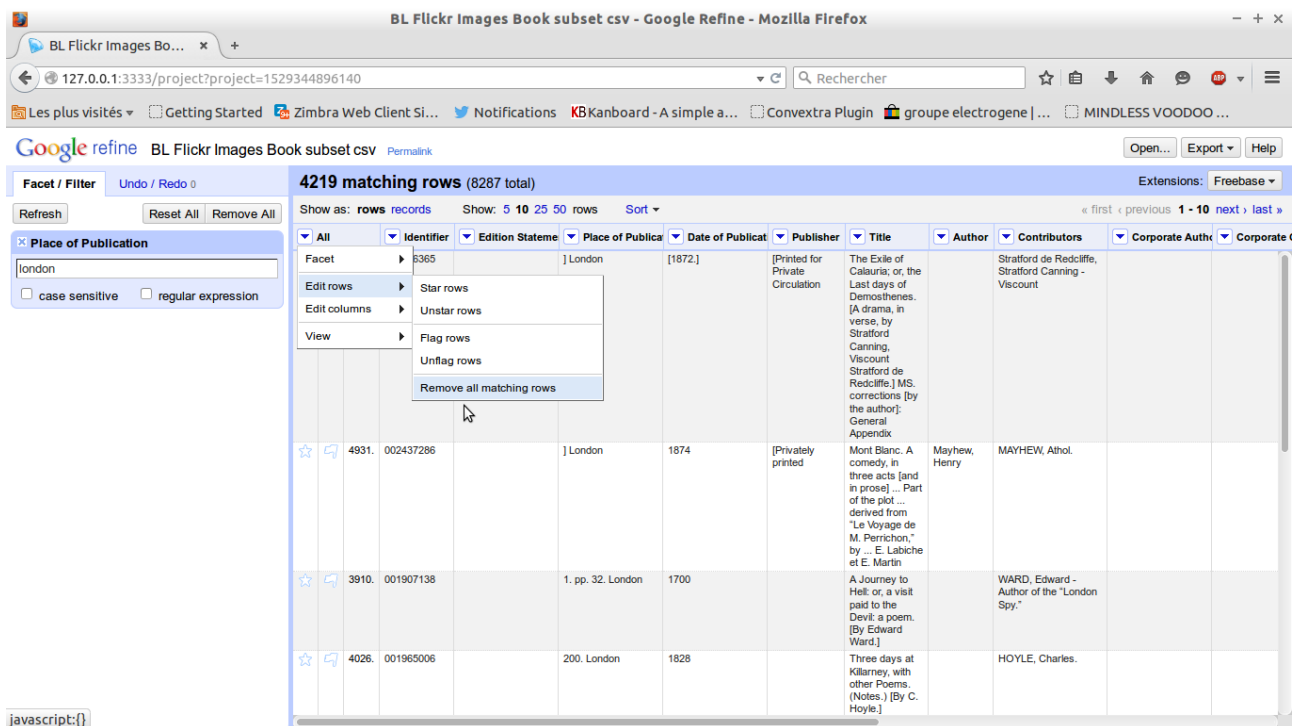 BL Flickr Images Book subset csv - Google Refine - Mozilla Firefox
BL Flickr Images Bo... × +
127.0.0.1:3333/project?project=1529344896140 Rechercher
Les plus visités Getting Started Zimbra Web Client Si... Notifications KB Kanboard - A simple a... Convextra Plugin groupe electrogene | ... MINDLESS VOODOO ...
Google refine BL Flickr Images Book subset csv Permalink Open... Export Help
Facet / Filter Undo / Redo 0 4219 matching rows (8287 total) Extensions: Freebase
Refresh Reset All Remove All Show as: rows records Show: 5 10 25 50 rows Sort « first ‹ previous 1 - 10 next › last »
Place of Publication
london
case sensitive regular expression
All Identifier Edition Stateme Place of Publica Date of Publicat Publisher Title Author Contributors Corporate Autho Corporate C
Facet
Edit rows
Edit columns
View
Star rows
Unstar rows
Flag rows
Unflag rows
Remove all matching rows
6365 ] London [1872.]
[Printed for
Private
Circulation
The Exile of
Calauria; or, the
Last days of
Demosthenes.
[A drama, in
verse, by
Stratford
Canning,
Viscount
Stratford de
Redcliffe.] MS.
corrections [by
the author]:
General
Appendix
Stratford de Redcliffe,
Stratford Canning -
Viscount
4931. 002437286 ] London 1874
[Privately
printed
Mont Blanc. A
comedy, in
three acts [and
in prose] ... Part
of the plot ...
derived from
"Le Voyage de
M. Perrichon,"
by ... E. Labiche
et E. Martin
Mayhew,
Henry
MAYHEW, Athol.
3910. 001907138 1. pp. 32. London 1700
A Journey to
Hell: or, a visit
paid to the
Devil: a poem.
[By Edward
Ward.]
WARD, Edward -
Author of the "London
Spy."
4026. 001965006 200. London 1828
Three days at
Killarney, with
other Poems.
(Notes.) [By C.
Hoyle.]
HOYLE, Charles.
javascript:{}